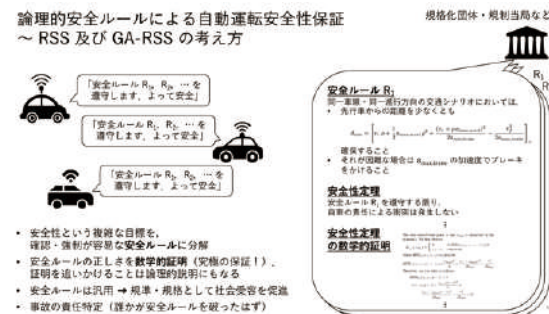 論理的安全ルールによる自動運転安全性保証
～ RSS 及び GA-RSS の考え方
規格化団体・規制当局など
「安全ルール R₁, R₂, … を
遵守します，よって安全」
「安全ルール R₁, R₂, … を
遵守します，よって安全」
「安全ルール R₁, R₂, … を
遵守します，よって安全」
• 安全性という複雑な目標を，
確認・強制が容易な安全ルールに分解
• 安全ルールの正しさを数学的証明（究極の保証！），
証明を追いかけることは論理的説明にもなる
• 安全ルールは汎用 → 規準・規格として社会受容を促進
• 事故の責任特定（誰かが安全ルールを破ったはず）
安全ルール R₁
同一車線・同一進行方向の交通シナリオにおいては，
• 先行車からの距離を少なくとも
確保すること
• それが困難な場合は の加速度でブレーキ
をかけること
安全性定理
安全ルール R₁ を遵守する限り，
自車の責任による衝突は発生しない
安全性定理
の数学的証明